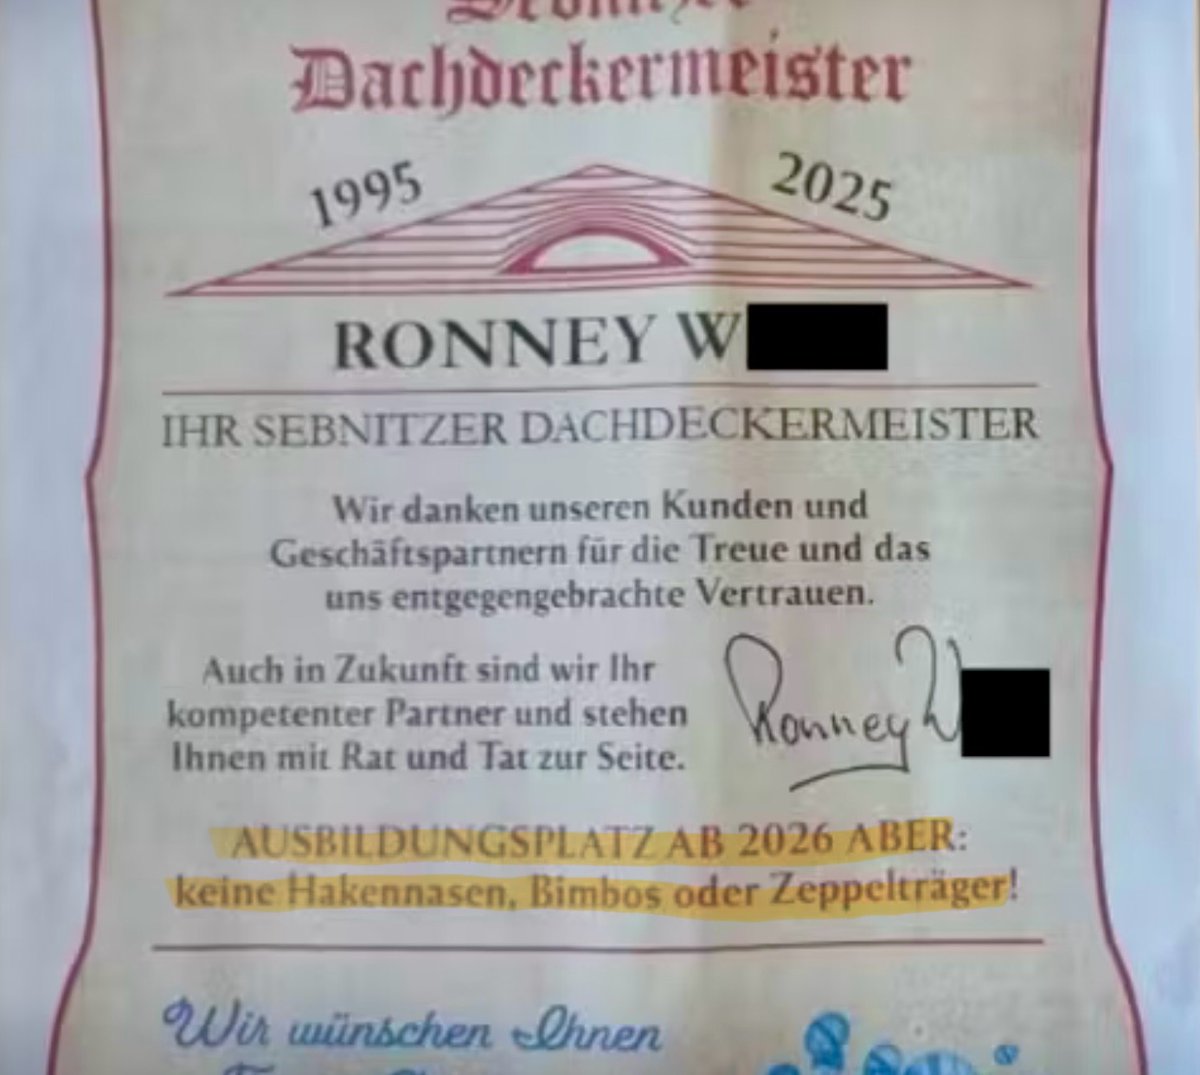 Sebnitzer
Dachdeckermeister
1995
2025
RONNEY W
IHR SEBNITZER DACHDECKERMEISTER
Wir danken unseren Kunden und
Geschäftspartnern für die Treue und das
uns entgegengebrachte Vertrauen.
Auch in Zukunft sind wir Ihr
kompetenter Partner und stehen
Ihnen mit Rat und Tat zur Seite.
Ronney W
AUSBILDUNGSPLATZ AB 2026 ABER:
keine Hakennasen, Bimbos oder Zeppelträger!
Wir wünschen Ihnen